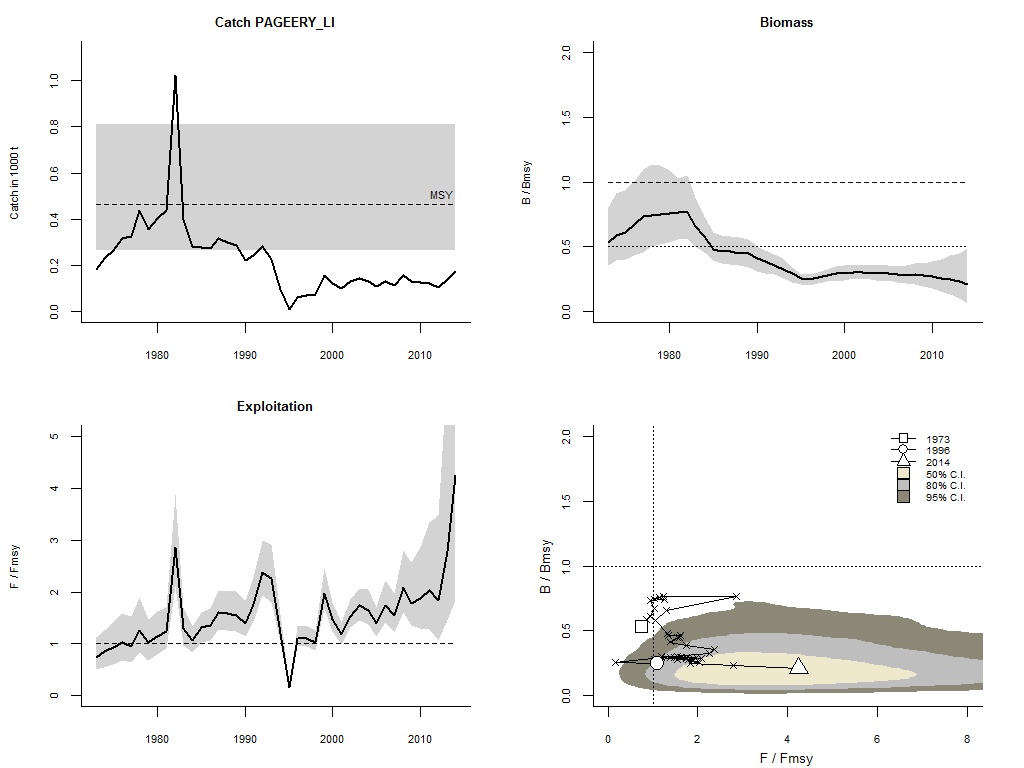 Catch PAGEERY_LI
Catch in 1000 t
0.0 0.2 0.4 0.6 0.8 1.0
MSY
1980 1990 2000 2010
Biomass
B / Bmsy
0.0 0.5 1.0 1.5 2.0
1980 1990 2000 2010
Exploitation
F / Fmsy
0 1 2 3 4 5
1980 1990 2000 2010
B / Bmsy
0.0 0.5 1.0 1.5 2.0
1973
1996
2014
50% C.I.
80% C.I.
95% C.I.
0 2 4 6 8
F / Fmsy